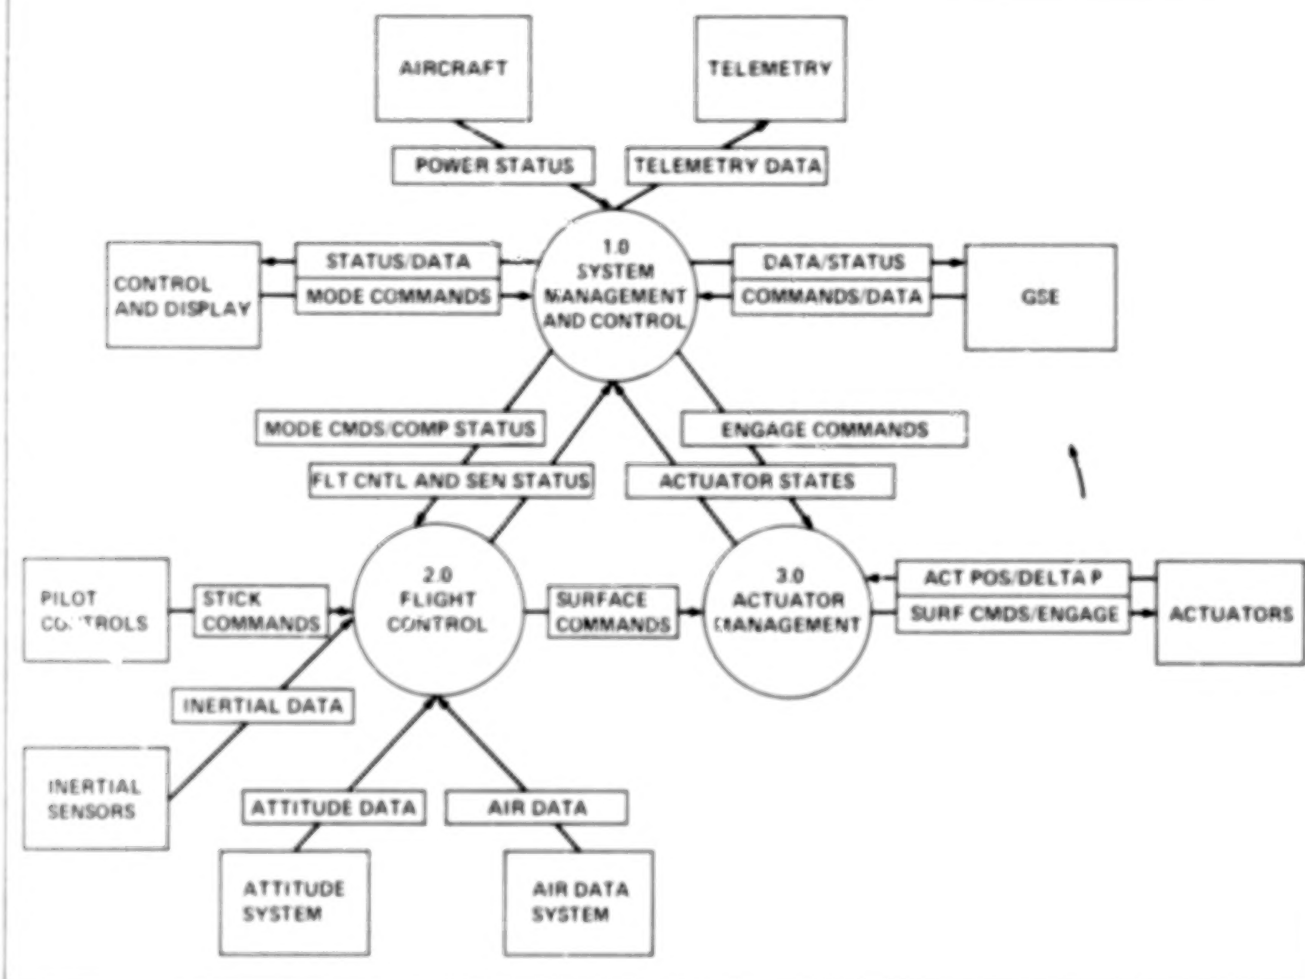 AIRCRAFT
TELEMETRY
POWER STATUS
TELEMETRY DATA
1.0
SYSTEM
MANAGEMENT
AND CONTROL
STATUS/DATA
MODE COMMANDS
DATA/STATUS
COMMANDS/DATA
CONTROL
AND DISPLAY
GSE
MODE CMDS/COMP STATUS
ENGAGE COMMANDS
FLT CNTL AND SEN STATUS
ACTUATOR STATES
PILOT
CONTROLS
STICK
COMMANDS
2.0
FLIGHT
CONTROL
SURFACE
COMMANDS
3.0
ACTUATOR
MANAGEMENT
ACT POS/DELTA P
SURF CMDS/ENGAGE
ACTUATORS
INERTIAL DATA
INERTIAL
SENSORS
ATTITUDE DATA
AIR DATA
ATTITUDE
SYSTEM
AIR DATA
SYSTEM